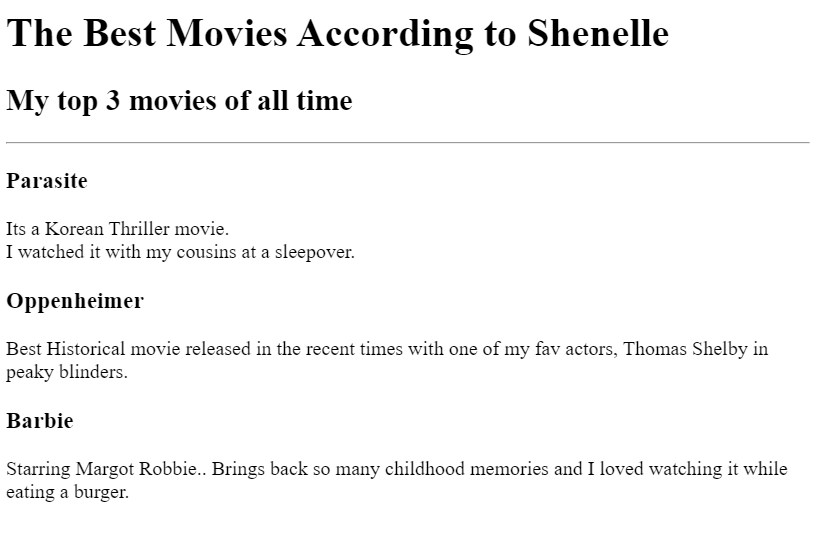 The Best Movies According to Shenelle
My top 3 movies of all time
Parasite
Its a Korean Thriller movie.
I watched it with my cousins at a sleepover.
Oppenheimer
Best Historical movie released in the recent times with one of my fav actors, Thomas Shelby in
peaky blinders.
Barbie
Starring Margot Robbie.. Brings back so many childhood memories and I loved watching it while
eating a burger.